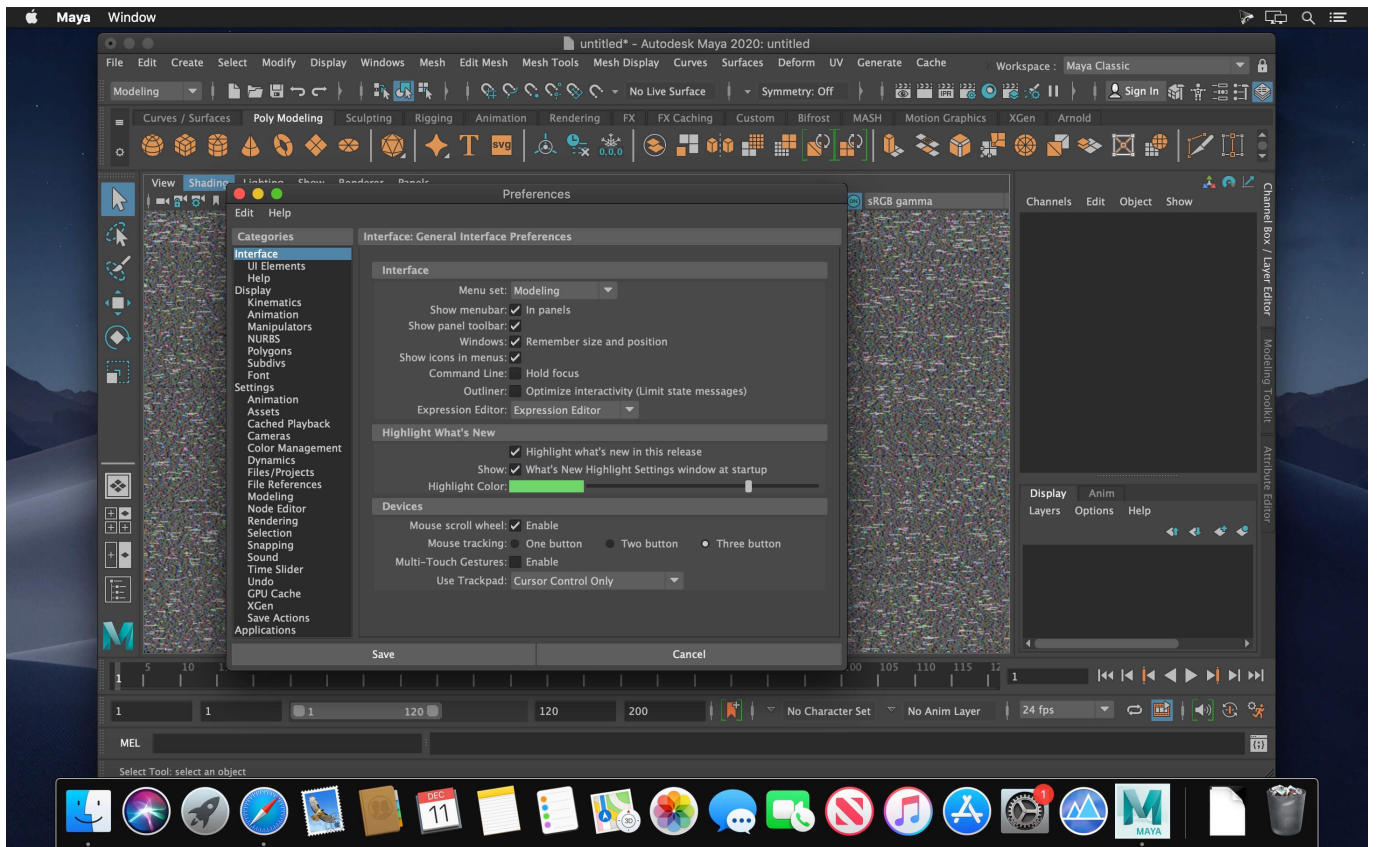 Maya Window
untitled* - Autodesk Maya 2020: untitled
File Edit Create Select Modify Display Windows Mesh Edit Mesh Mesh Tools Mesh Display Curves Surfaces Deform UV Generate Cache Workspace : Maya Classic
Modeling No Live Surface Symmetry: Off IPR Sign In
Curves / Surfaces Poly Modeling Sculpting Rigging Animation Rendering FX FX Caching Custom Bifrost MASH Motion Graphics XGen Arnold
T svg 0,0,0
View Shading Lighting Show Renderer Panels
Preferences
ON sRGB gamma
Channels Edit Object Show
Edit Help
Categories
Interface
UI Elements
Help
Display
Kinematics
Animation
Manipulators
NURBS
Polygons
Subdivs
Font
Settings
Animation
Assets
Cached Playback
Cameras
Color Management
Dynamics
Files/Projects
File References
Modeling
Node Editor
Rendering
Selection
Snapping
Sound
Time Slider
Undo
GPU Cache
XGen
Save Actions
Applications
Interface: General Interface Preferences
Interface
Menu set: Modeling
Show menubar: In panels
Show panel toolbar:
Windows: Remember size and position
Show icons in menus:
Command Line: Hold focus
Outliner: Optimize interactivity (Limit state messages)
Expression Editor: Expression Editor
Highlight What's New
Highlight what's new in this release
Show: What's New Highlight Settings window at startup
Highlight Color:
Devices
Mouse scroll wheel: Enable
Mouse tracking: One button Two button Three button
Multi-Touch Gestures: Enable
Use Trackpad: Cursor Control Only
Save Cancel
Channel Box / Layer Editor
Modeling Toolkit
Attribute Editor
Display Anim
Layers Options Help
M
1 5 10 105 110 115 1
1 1 1 120 120 200 No Character Set No Anim Layer 24 fps
MEL
Select Tool: select an object
DEC
11
3D
1
M
MAYA